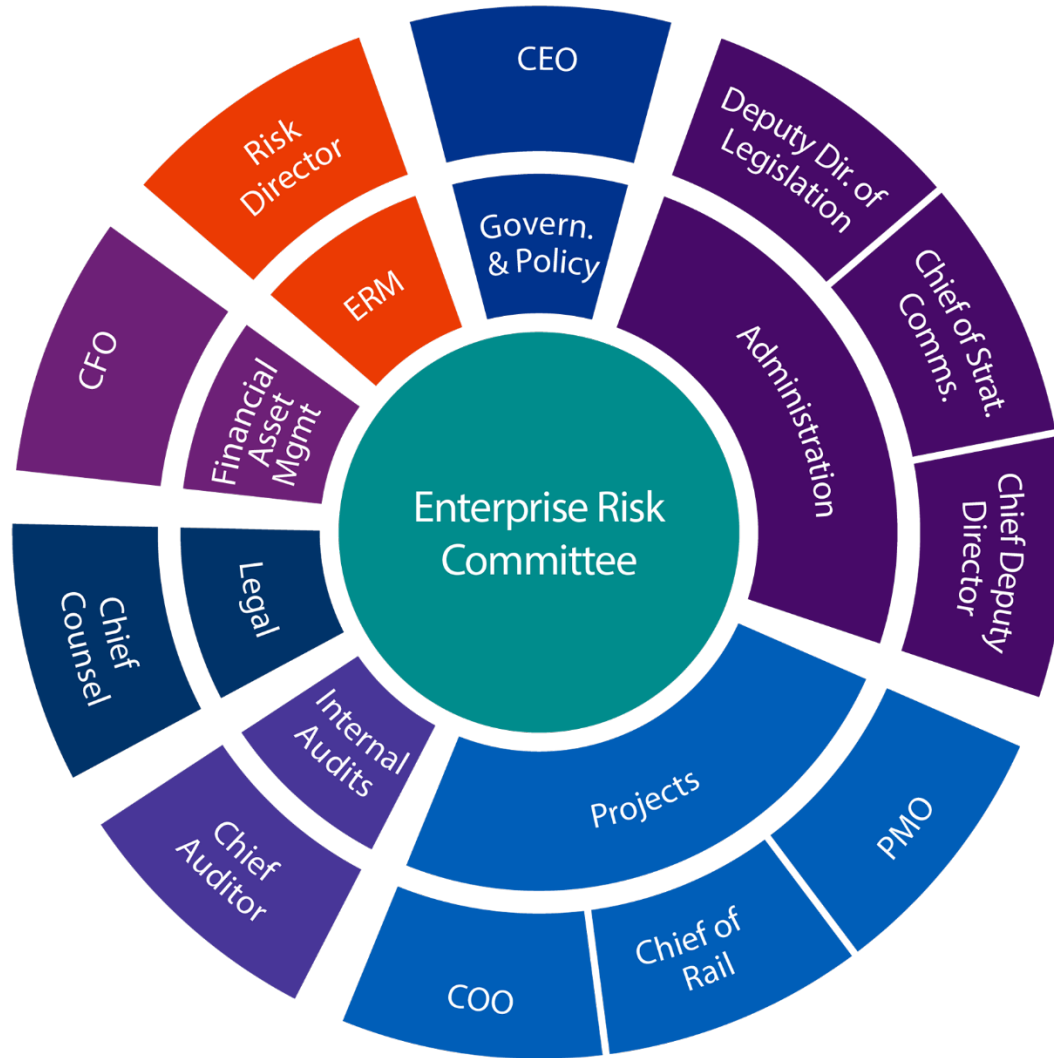 CEO
Govern.
& Policy
Deputy Dir. of
Legislation
Chief of Strat.
Comms.
Chief Deputy
Director
Administration
PMO
Chief of
Rail
COO
Projects
Chief
Auditor
Internal
Audits
Chief
Counsel
Legal
CFO
Financial
Asset
Mgmt
Risk
Director
ERM
Enterprise Risk
Committee